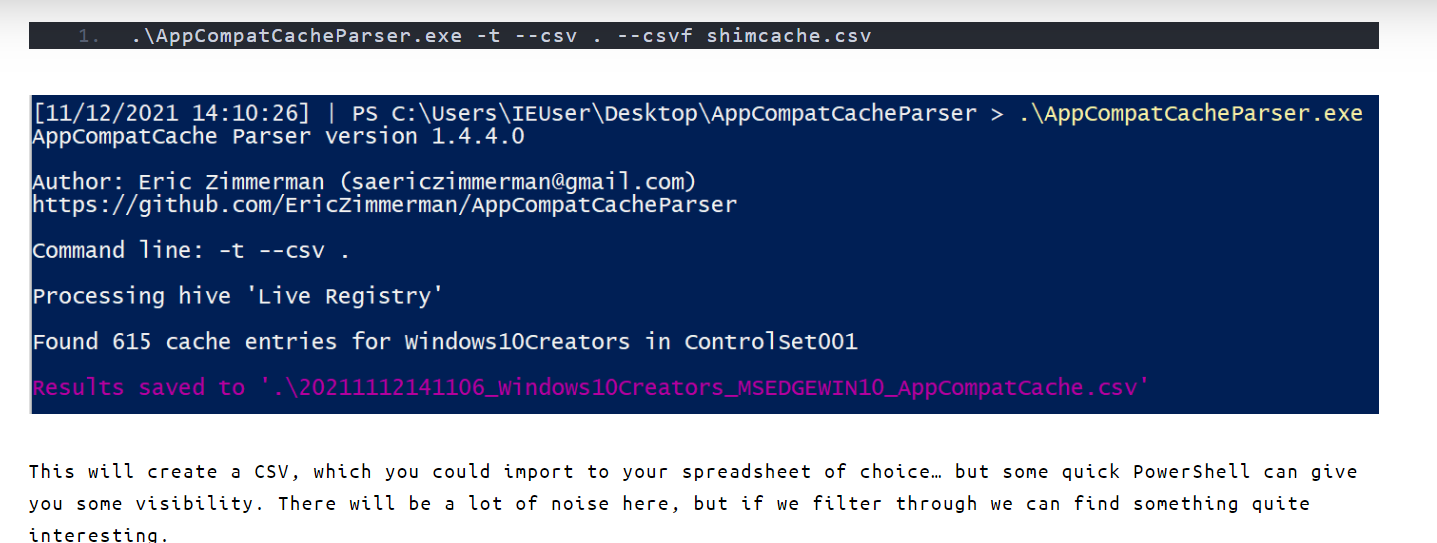 1. .\AppCompatCacheParser.exe -t --csv . --csvf shimcache.csv
[11/12/2021 14:10:26] | PS C:\Users\IEUser\Desktop\AppCompatCacheParser > .\AppCompatCacheParser.exe
AppCompatCache Parser version 1.4.4.0
Author: Eric Zimmerman (saericzimmerman@gmail.com)
https://github.com/EricZimmerman/AppCompatCacheParser
Command line: -t --csv .
Processing hive 'Live Registry'
Found 615 cache entries for Windows10Creators in ControlSet001
Results saved to '.\20211112141106_Windows10Creators_MSEDGEWIN10_AppCompatCache.csv'
This will create a CSV, which you could import to your spreadsheet of choice… but some quick PowerShell can give
you some visibility. There will be a lot of noise here, but if we filter through we can find something quite
interesting.